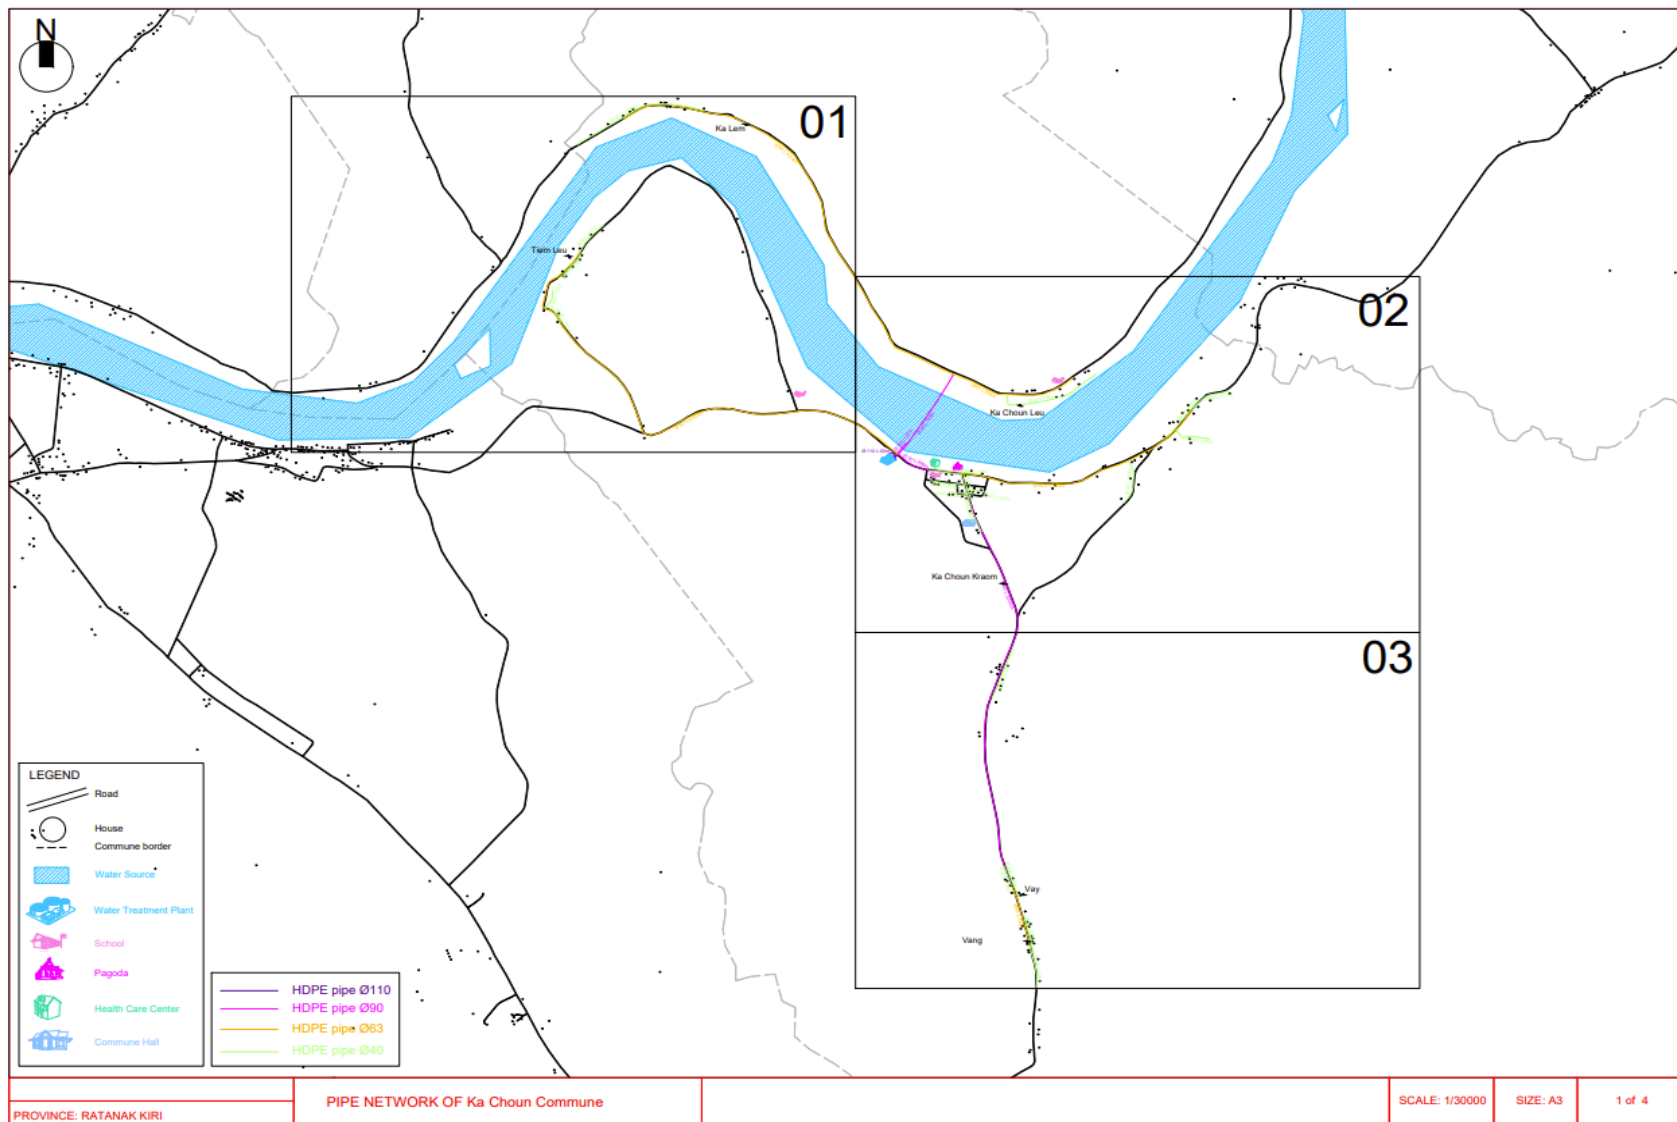 N
01
Ka Lem
Tiem Leu
02
Ka Choun Leu
Ka Choun Kraom
03
Vay
Vang
LEGEND
Road
House
Commune border
Water Source
Water Treatment Plant
School
Pagoda
Health Care Center
Commune Hall
HDPE pipe Ø110
HDPE pipe Ø90
HDPE pipe Ø63
HDPE pipe Ø40
PROVINCE: RATANAK KIRI
PIPE NETWORK OF Ka Choun Commune
SCALE: 1/30000
SIZE: A3
1 of 4